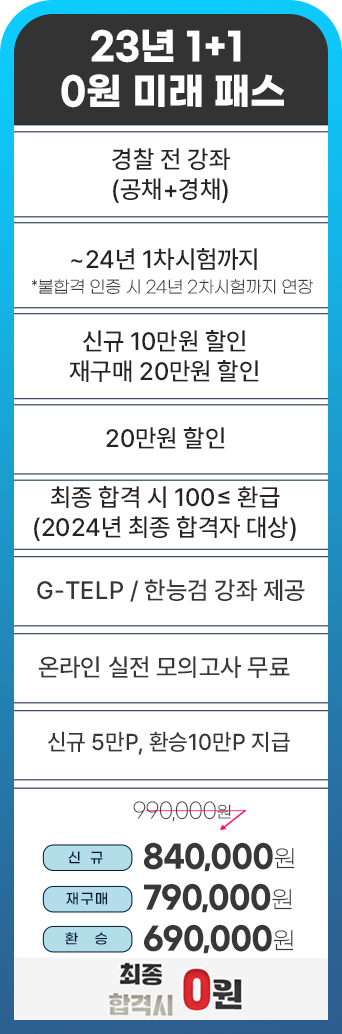 23년 1+1
0원 미래 패스
경찰 전 강좌
(공채+경채)
~24년 1차시험까지
*불합격 인증 시 24년 2차시험까지 연장
신규 10만원 할인
재구매 20만원 할인
20만원 할인
최종 합격 시 100≤ 환급
(2024년 최종 합격자 대상)
G-TELP / 한능검 강좌 제공
온라인 실전 모의고사 무료
신규 5만P, 환승10만P 지급
990,000원
신 규 840,000원
재구매 790,000원
환 승 690,000원
최종
합격시 0원